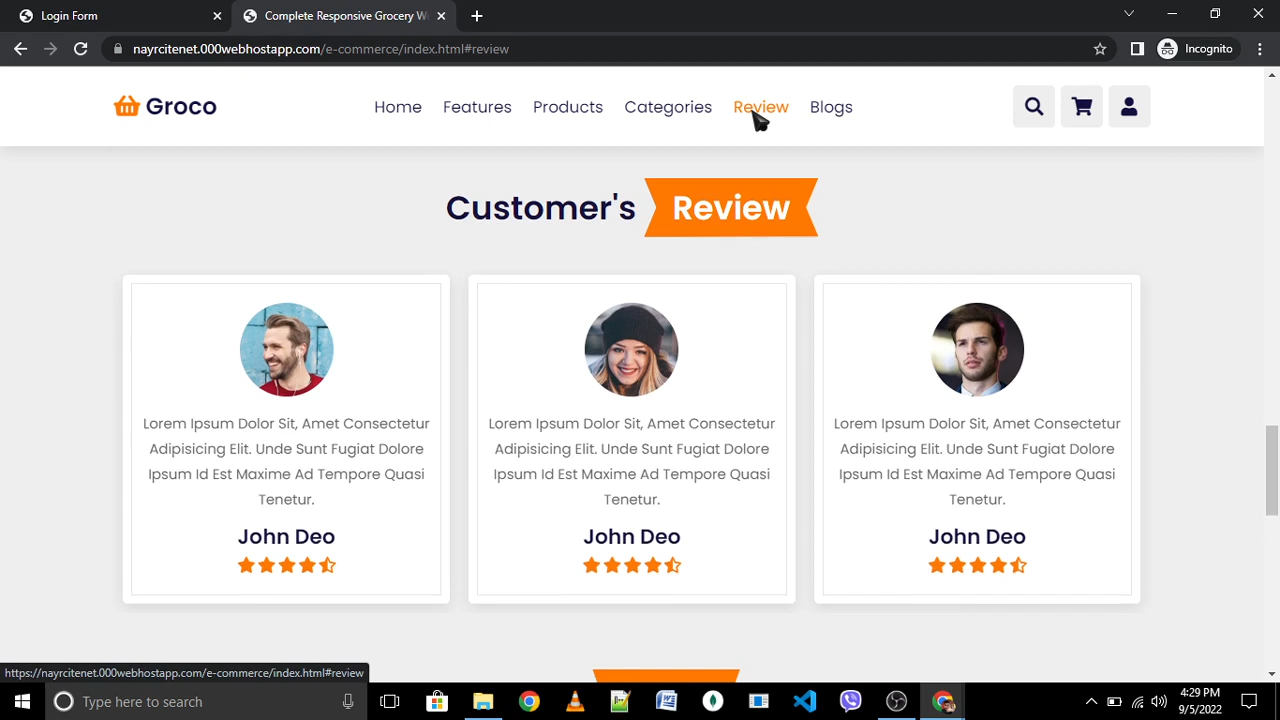 Login Form
Complete Responsive Grocery W
nayrcitenet.000webhostapp.com/e-commerce/index.html#review
Incognito
Groco
Home Features Products Categories Review Blogs
Customer's Review
Lorem Ipsum Dolor Sit, Amet Consectetur
Adipisicing Elit. Unde Sunt Fugiat Dolore
Ipsum Id Est Maxime Ad Tempore Quasi
Tenetur.
John Deo
Lorem Ipsum Dolor Sit, Amet Consectetur
Adipisicing Elit. Unde Sunt Fugiat Dolore
Ipsum Id Est Maxime Ad Tempore Quasi
Tenetur.
John Deo
Lorem Ipsum Dolor Sit, Amet Consectetur
Adipisicing Elit. Unde Sunt Fugiat Dolore
Ipsum Id Est Maxime Ad Tempore Quasi
Tenetur.
John Deo
https://nayrcitenet.000webhostapp.com/e-commerce/index.html#review
Type here to search
4:29 PM
9/5/2022